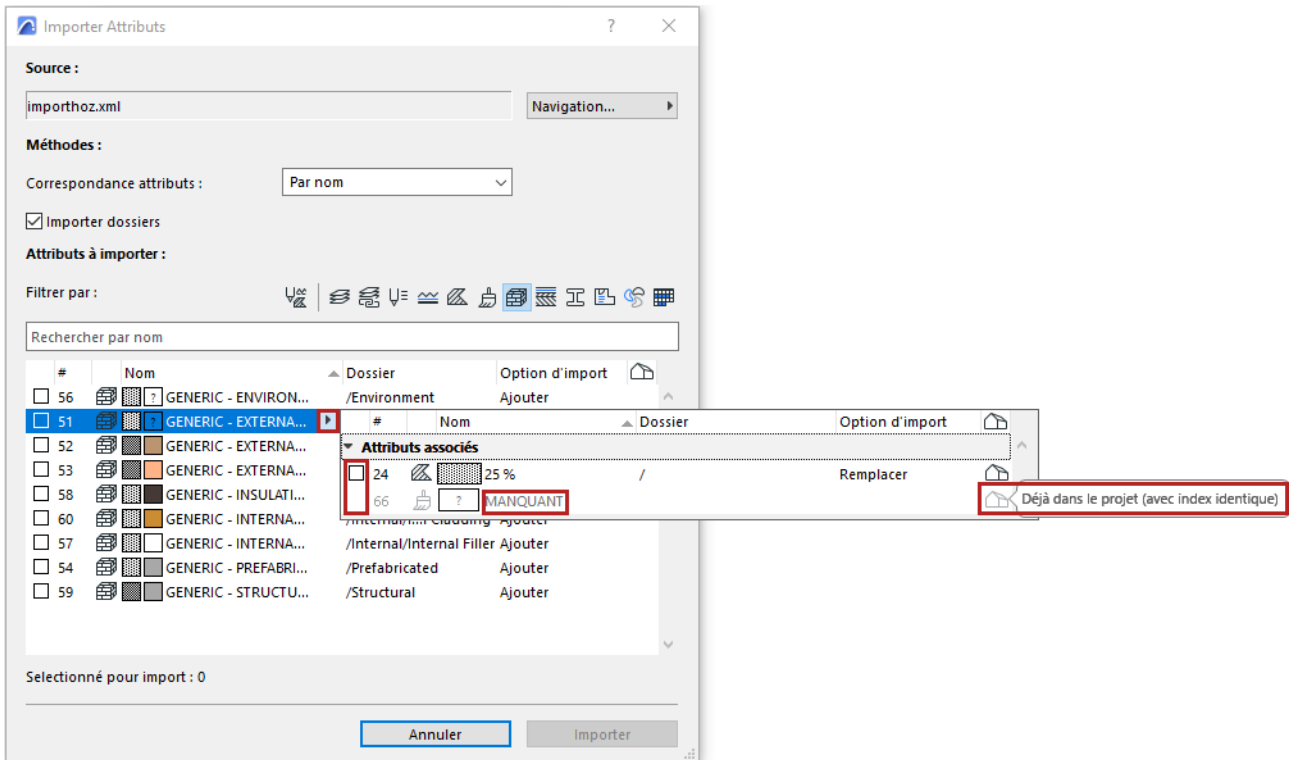 Importer Attributs ?
Source :
importhoz.xml Navigation...
Méthodes :
Correspondance attributs : Par nom
Importer dossiers
Attributs à importer :
Filtrer par :
Rechercher par nom
# Nom Dossier Option d'import
56 ? GENERIC - ENVIRON... /Environment Ajouter
51 ? GENERIC - EXTERNA...
52 GENERIC - EXTERNA...
53 GENERIC - EXTERNA...
58 GENERIC - INSULATI...
60 GENERIC - INTERNA... /Internal/I...l Cladding Ajouter
57 GENERIC - INTERNA... /Internal/Internal Filler Ajouter
54 GENERIC - PREFABRI... /Prefabricated Ajouter
59 GENERIC - STRUCTU... /Structural Ajouter
# Nom Dossier Option d'import
Attributs associés
24 25 % / Remplacer
66 ? MANQUANT
Déjà dans le projet (avec index identique)
Selectionné pour import : 0
Annuler Importer